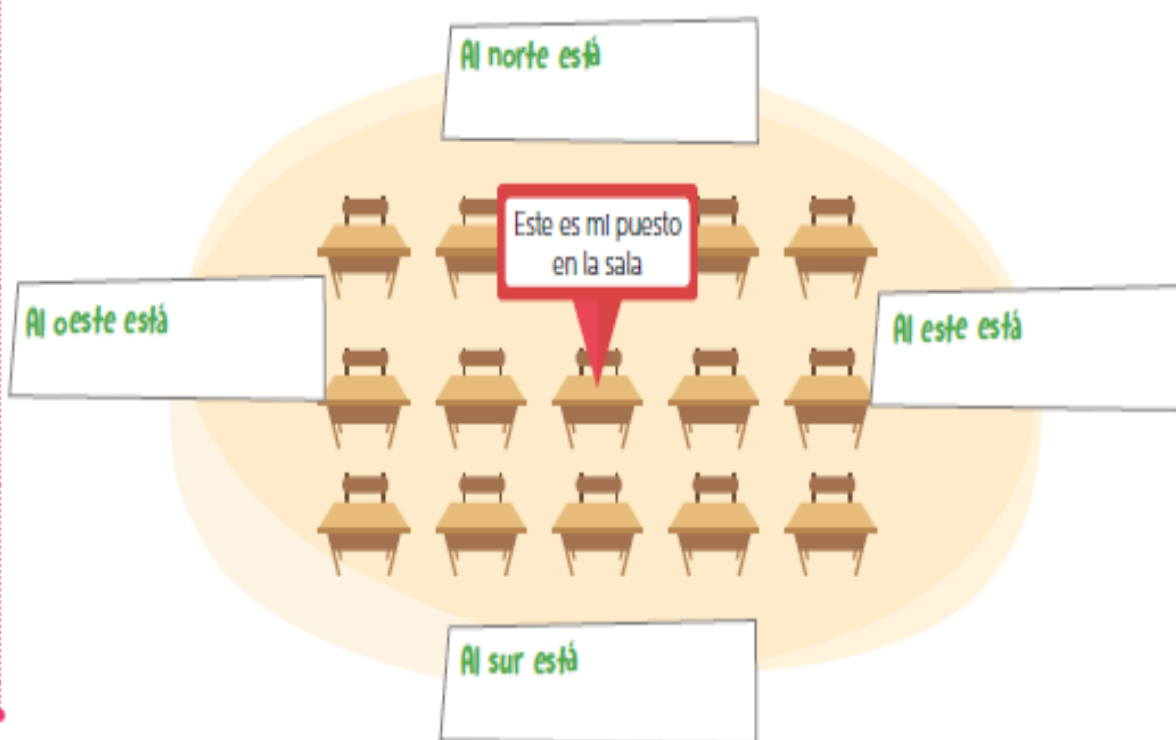 Al norte está
Este es mi puesto
en la sala
Al oeste está
Al este está
Al sur está